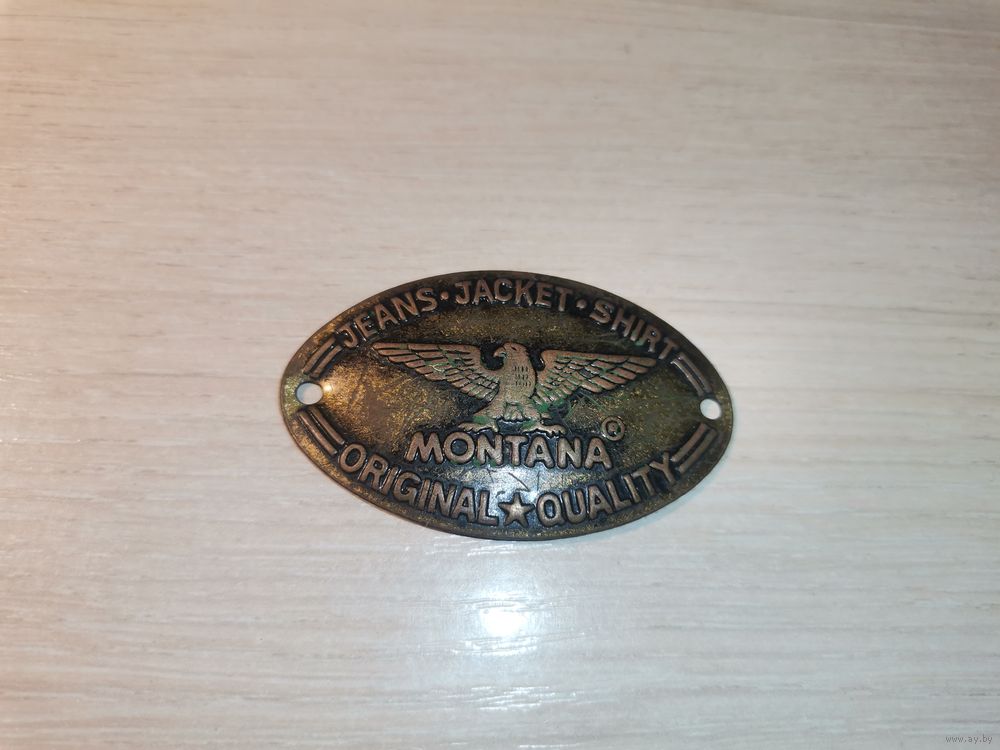 JEANS · JACKET · SHIRT
MONTANA®
ORIGINAL ★ QUALITY
www.ay.by